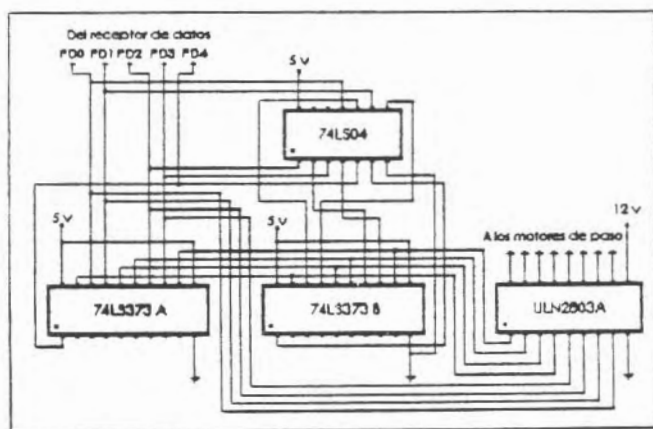 Del receptor de datos
PD0 PD1 PD2 PD3 PD4
5 V
74LS04
5 V
5 V
12 V
A los motores de paso
74LS373 A
74LS373 B
ULN2803A